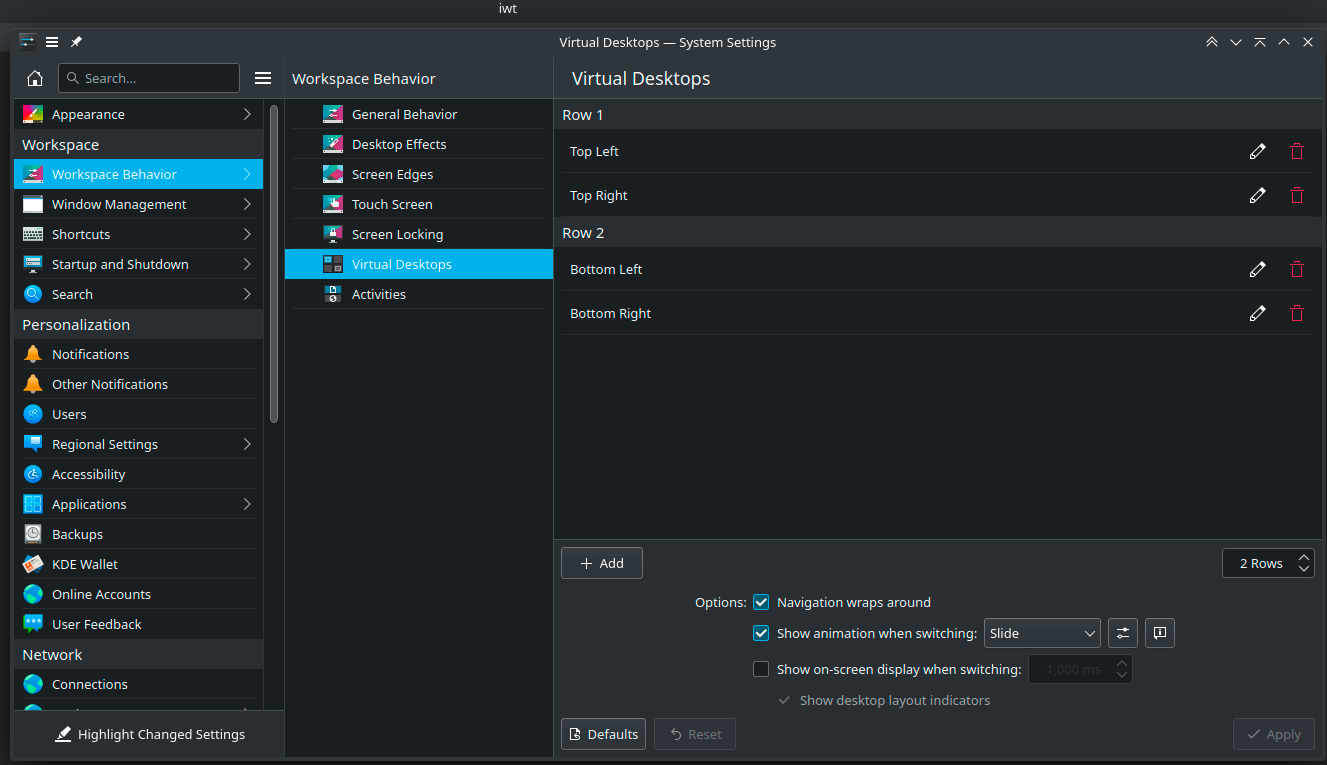 iwt
Virtual Desktops — System Settings
Search...
Workspace Behavior
Virtual Desktops
Appearance
Workspace
Workspace Behavior
Window Management
Shortcuts
Startup and Shutdown
Search
Personalization
Notifications
Other Notifications
Users
Regional Settings
Accessibility
Applications
Backups
KDE Wallet
Online Accounts
User Feedback
Network
Connections
Highlight Changed Settings
General Behavior
Desktop Effects
Screen Edges
Touch Screen
Screen Locking
Virtual Desktops
Activities
Row 1
Top Left
Top Right
Row 2
Bottom Left
Bottom Right
Add
2 Rows
Options: Navigation wraps around
Show animation when switching: Slide
Show on-screen display when switching: 1,000 ms
Show desktop layout indicators
Defaults
Reset
Apply